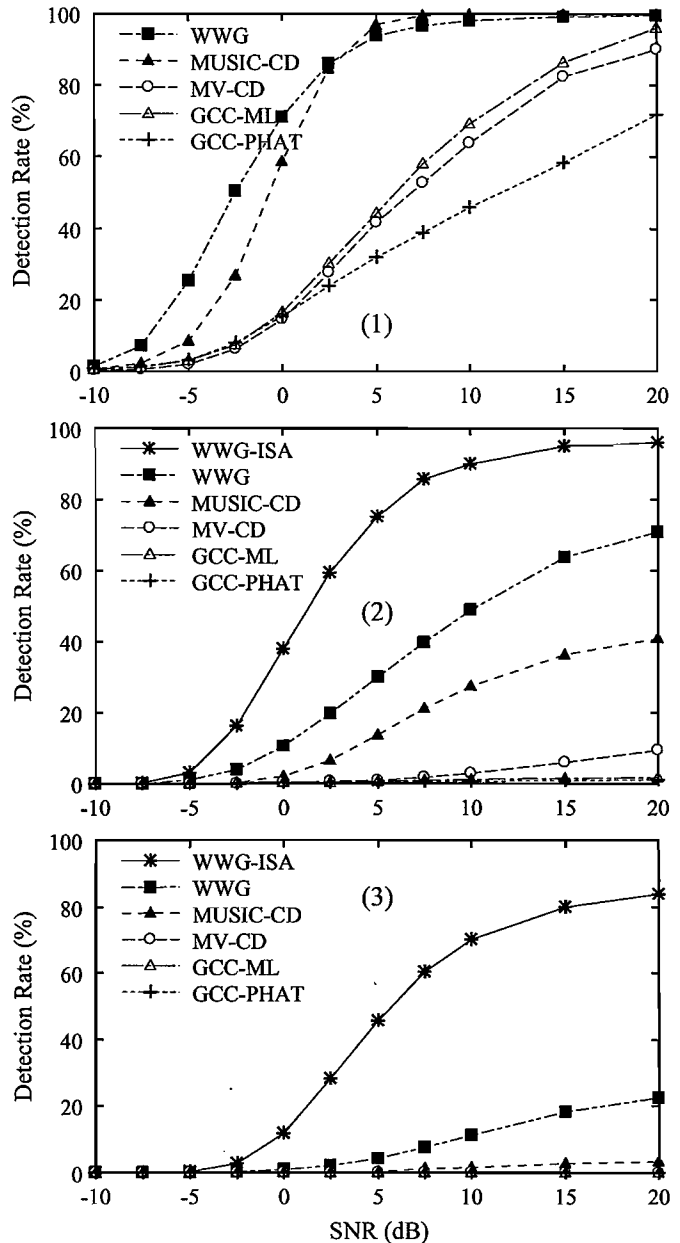 100
80
60
40
20
0
Detection Rate (%)
WWG
MUSIC-CD
MV-CD
GCC-ML
GCC-PHAT
(1)
-10 -5 0 5 10 15 20
100
80
60
40
20
0
Detection Rate (%)
WWG-ISA
WWG
MUSIC-CD
MV-CD
GCC-ML
GCC-PHAT
(2)
-10 -5 0 5 10 15 20
100
80
60
40
20
0
Detection Rate (%)
WWG-ISA
WWG
MUSIC-CD
MV-CD
GCC-ML
GCC-PHAT
(3)
-10 -5 0 5 10 15 20
SNR (dB)